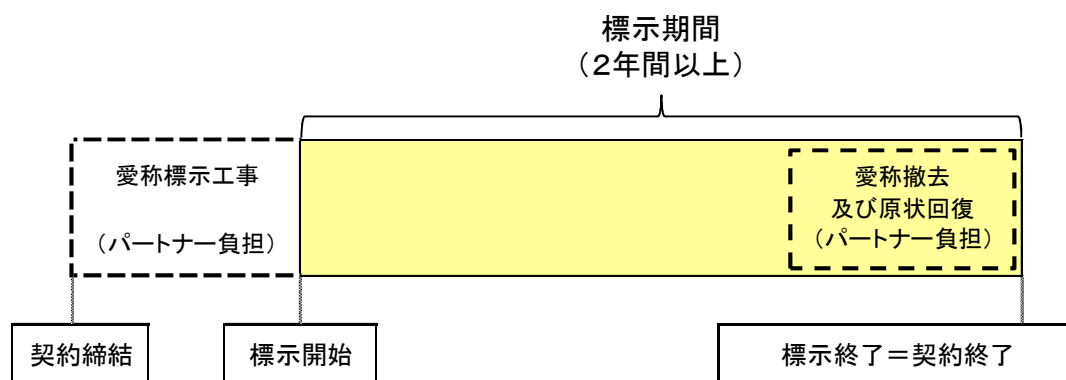 標示期間
（２年間以上）
愛称標示工事
（パートナー負担）
愛称撤去
及び原状回復
（パートナー負担）
契約締結
標示開始
標示終了＝契約終了